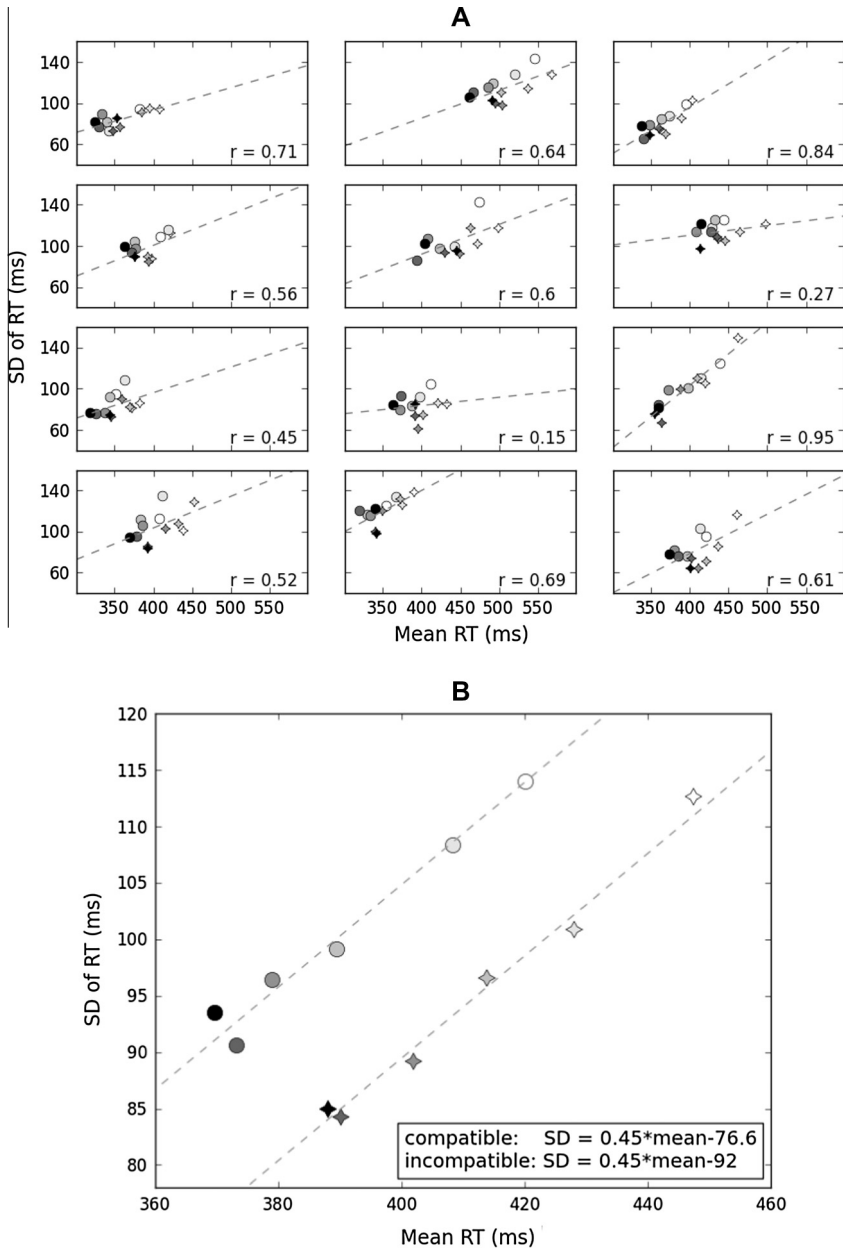 A
140
100
60
r = 0.71
r = 0.64
r = 0.84
140
100
60
r = 0.56
r = 0.6
r = 0.27
140
100
60
r = 0.45
r = 0.15
r = 0.95
140
100
60
r = 0.52
r = 0.69
r = 0.61
SD of RT (ms)
350 400 450 500 550
350 400 450 500 550
350 400 450 500 550
Mean RT (ms)
B
120
115
110
105
100
95
90
85
80
SD of RT (ms)
compatible: SD = 0.45*mean-76.6
incompatible: SD = 0.45*mean-92
360 380 400 420 440 460
Mean RT (ms)